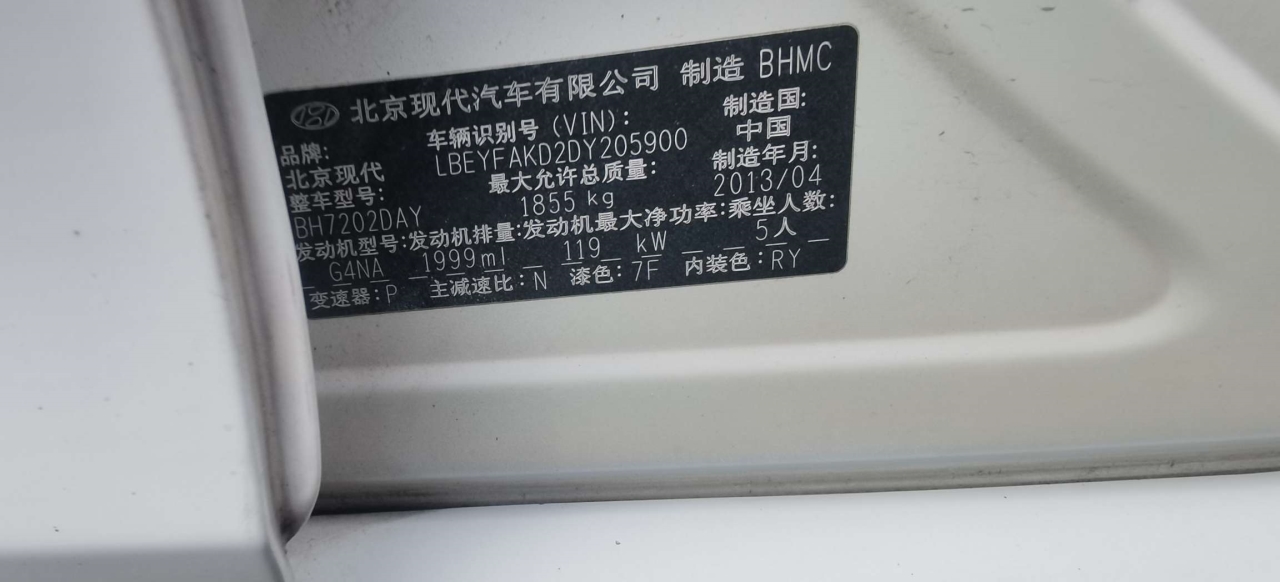 北京现代汽车有限公司 制造 BHMC
品牌: 车辆识别号 (VIN): 制造国:
北京现代 LBEYFAKD2DY205900 中国
整车型号: 最大允许总质量: 制造年月:
BH7202DAY 1855 kg 2013/04
发动机型号:发动机排量:发动机最大净功率:乘坐人数:
G4NA 1999ml 119 kW 5人
变速器:P 主减速比:N 漆色:7F 内装色:RY